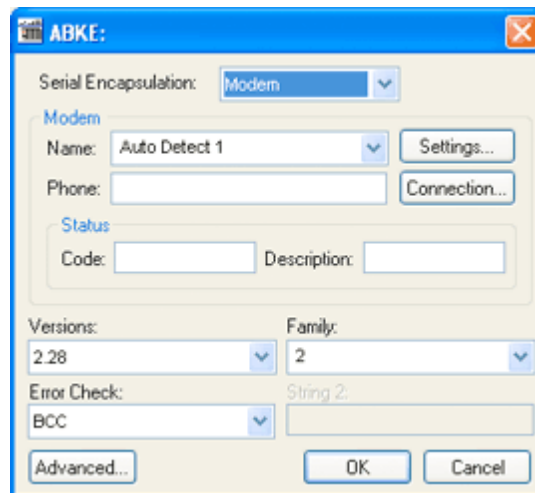 ABKE:
Serial Encapsulation: Modem
Modem
Name: Auto Detect 1 Settings...
Phone: Connection...
Status
Code: Description:
Versions: Family:
2.28 2
Error Check: String 2:
BCC
Advanced... OK Cancel